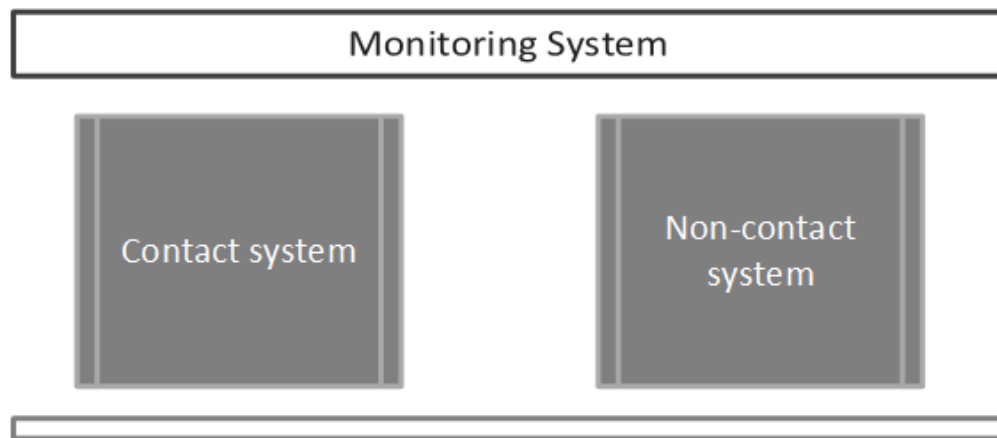 Monitoring System
Contact system
Non-contact
system